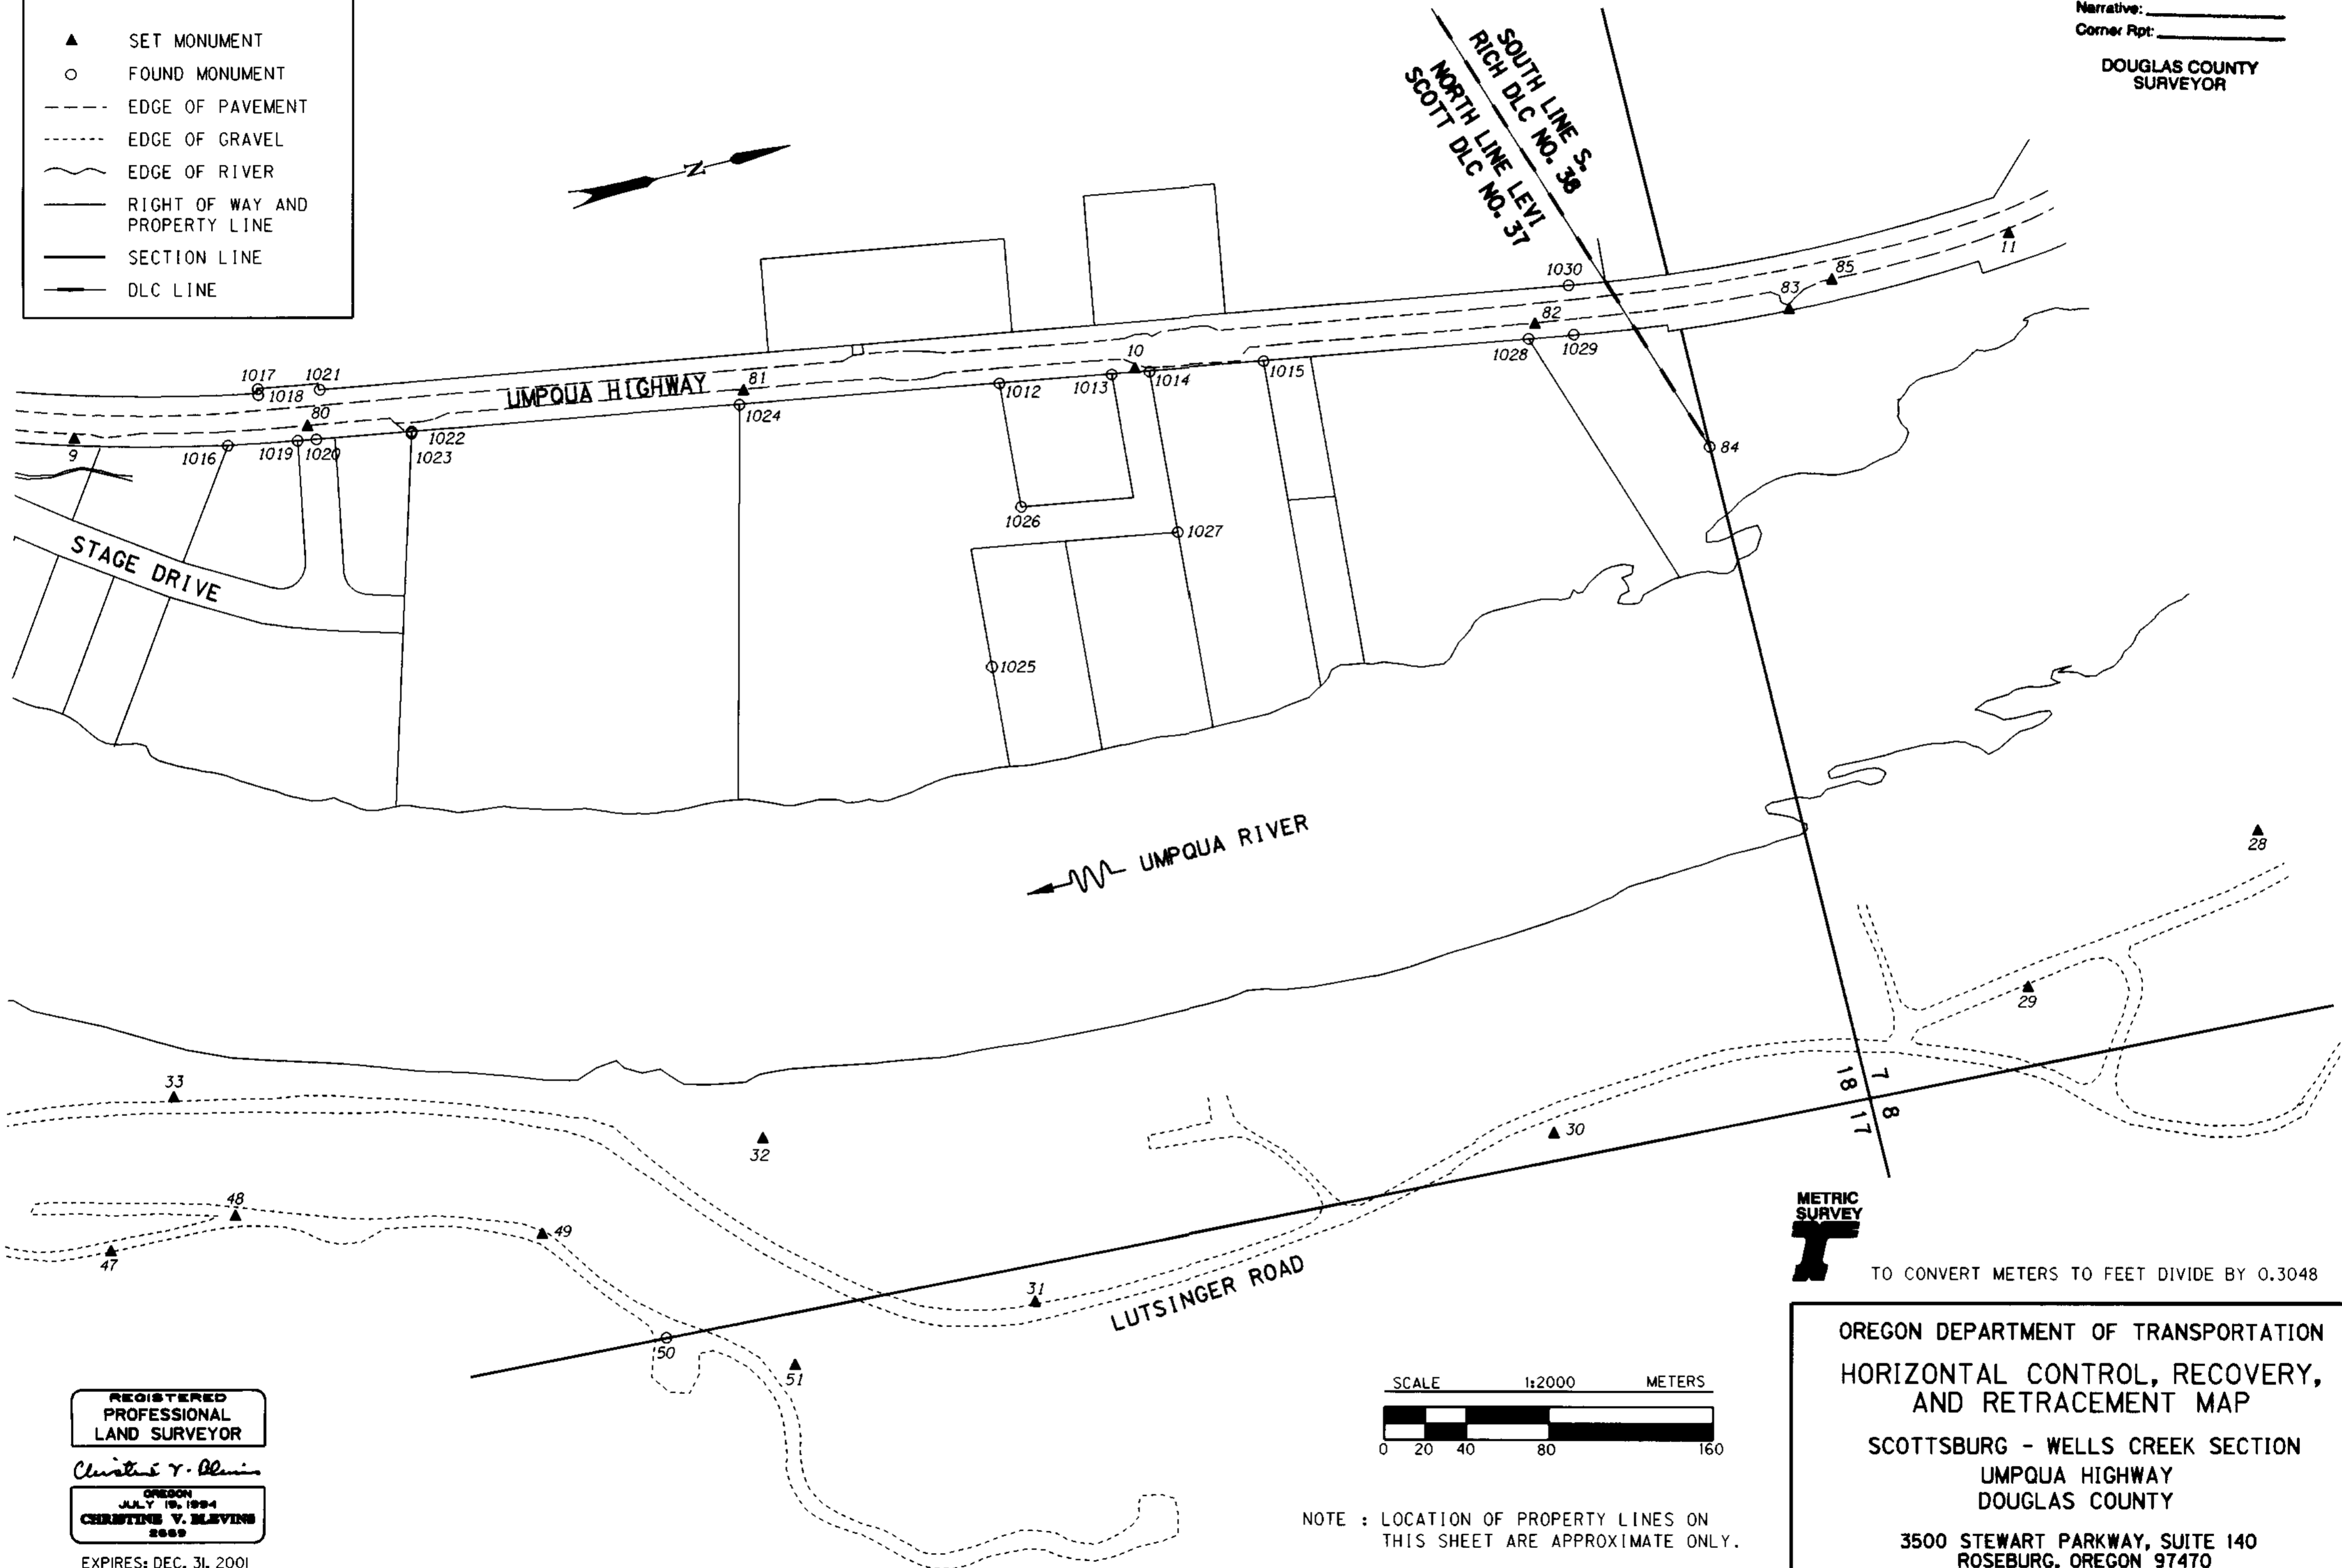 SET MONUMENT
FOUND MONUMENT
EDGE OF PAVEMENT
EDGE OF GRAVEL
EDGE OF RIVER
RIGHT OF WAY AND
PROPERTY LINE
SECTION LINE
DLC LINE
Narrative:
Corner Rpt:
DOUGLAS COUNTY
SURVEYOR
N
SOUTH LINE S.
RICH DLC NO. 38
NORTH LINE LEVI
SCOTT DLC NO. 37
1030
11
85
83
82
1028
1029
84
10
1012
1013
1014
1015
1017
1021
1018
80
81
UMPQUA HIGHWAY
1024
9
1016
1019
1020
1022
1023
1026
1027
1025
STAGE DRIVE
UMPQUA RIVER
28
29
33
32
30
18
7
17
8
48
49
47
31
50
51
LUTSINGER ROAD
METRIC
SURVEY
TO CONVERT METERS TO FEET DIVIDE BY 0.3048
SCALE 1:2000 METERS
0 20 40 80 160
NOTE : LOCATION OF PROPERTY LINES ON
THIS SHEET ARE APPROXIMATE ONLY.
REGISTERED
PROFESSIONAL
LAND SURVEYOR
Christine V. Blevins
OREGON
JULY 19, 1994
CHRISTINE V. BLEVINS
2669
EXPIRES: DEC. 31, 2001
OREGON DEPARTMENT OF TRANSPORTATION
HORIZONTAL CONTROL, RECOVERY,
AND RETRACEMENT MAP
SCOTTSBURG - WELLS CREEK SECTION
UMPQUA HIGHWAY
DOUGLAS COUNTY
3500 STEWART PARKWAY, SUITE 140
ROSEBURG, OREGON 97470